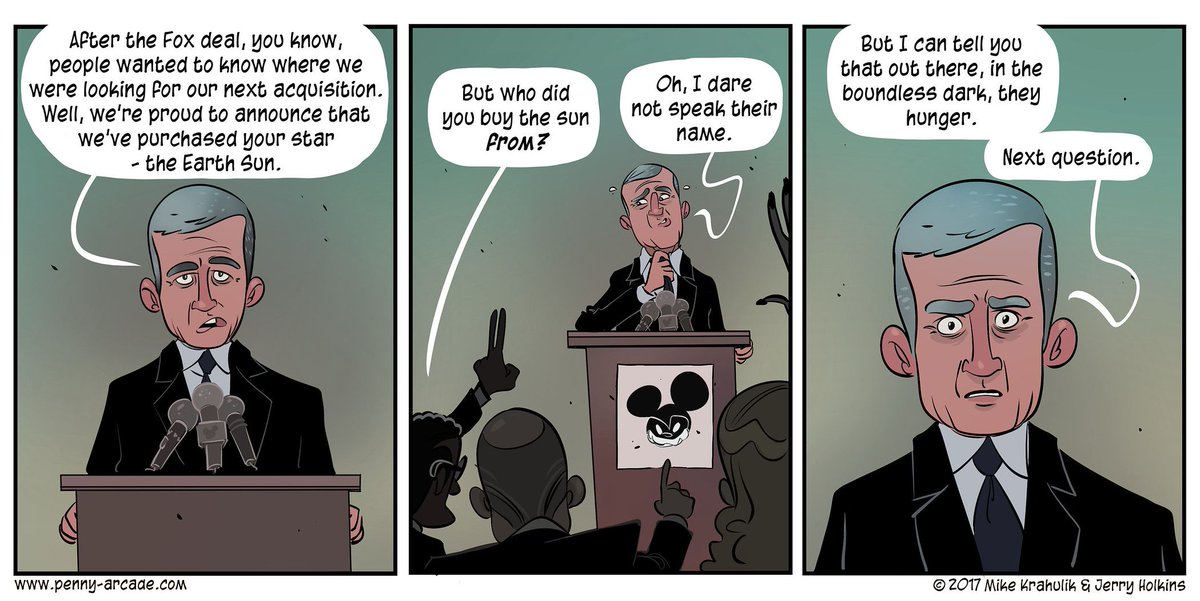 After the Fox deal, you know,
people wanted to know where we
were looking for our next acquisition.
Well, we're proud to announce that
we've purchased your star
- the Earth Sun.
But who did
you buy the sun
from?
Oh, I dare
not speak their
name.
But I can tell you
that out there, in the
boundless dark, they
hunger.
Next question.
www.penny-arcade.com
© 2017 Mike Krahulik & Jerry Holkins